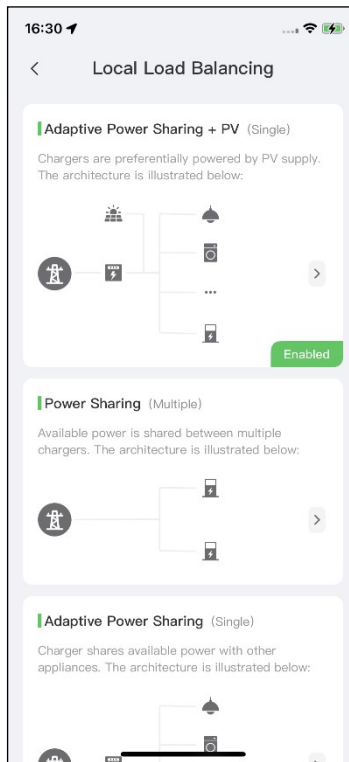 16:30
Local Load Balancing
Adaptive Power Sharing + PV (Single)
Chargers are preferentially powered by PV supply.
The architecture is illustrated below:
...
Enabled
Power Sharing (Multiple)
Available power is shared between multiple
chargers. The architecture is illustrated below:
Adaptive Power Sharing (Single)
Charger shares available power with other
appliances. The architecture is illustrated below: